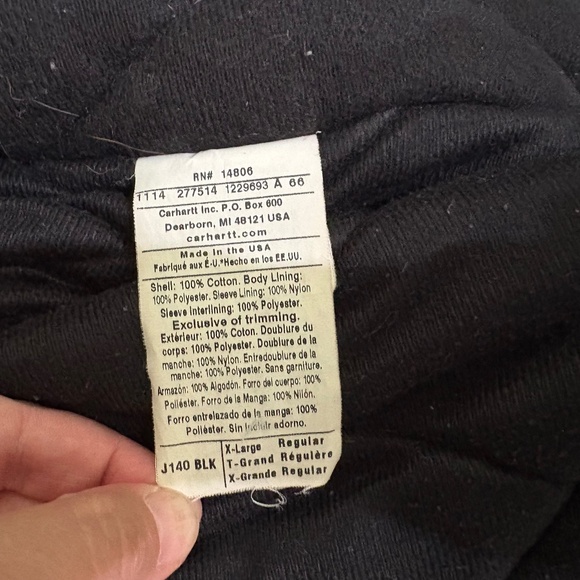 RN# 14806
1114 277514 1229693 A 66
Carhartt Inc. P.O. Box 600
Dearborn, MI 48121 USA
carhartt.com
Made in the USA
Fabriqué aux É-U.*Hecho en los EE.UU.
Shell: 100% Cotton. Body Lining:
100% Polyester. Sleeve Lining: 100% Nylon
Sleeve Interlining: 100% Polyester.
Exclusive of trimming.
Extérieur: 100% Coton. Doublure du
corps: 100% Polyester. Doublure de la
manche: 100% Nylon. Entredoublure de la
manche: 100% Polyester. Sans garniture.
Armazón: 100% Algodón. Forro del cuerpo: 100%
Poliéster. Forro de la Manga: 100% Nilón.
Forro entrelazado de la manga: 100%
Poliéster. Sin incluir adorno.
J140 BLK
X-Large Regular
T-Grand Régulière
X-Grande Regular